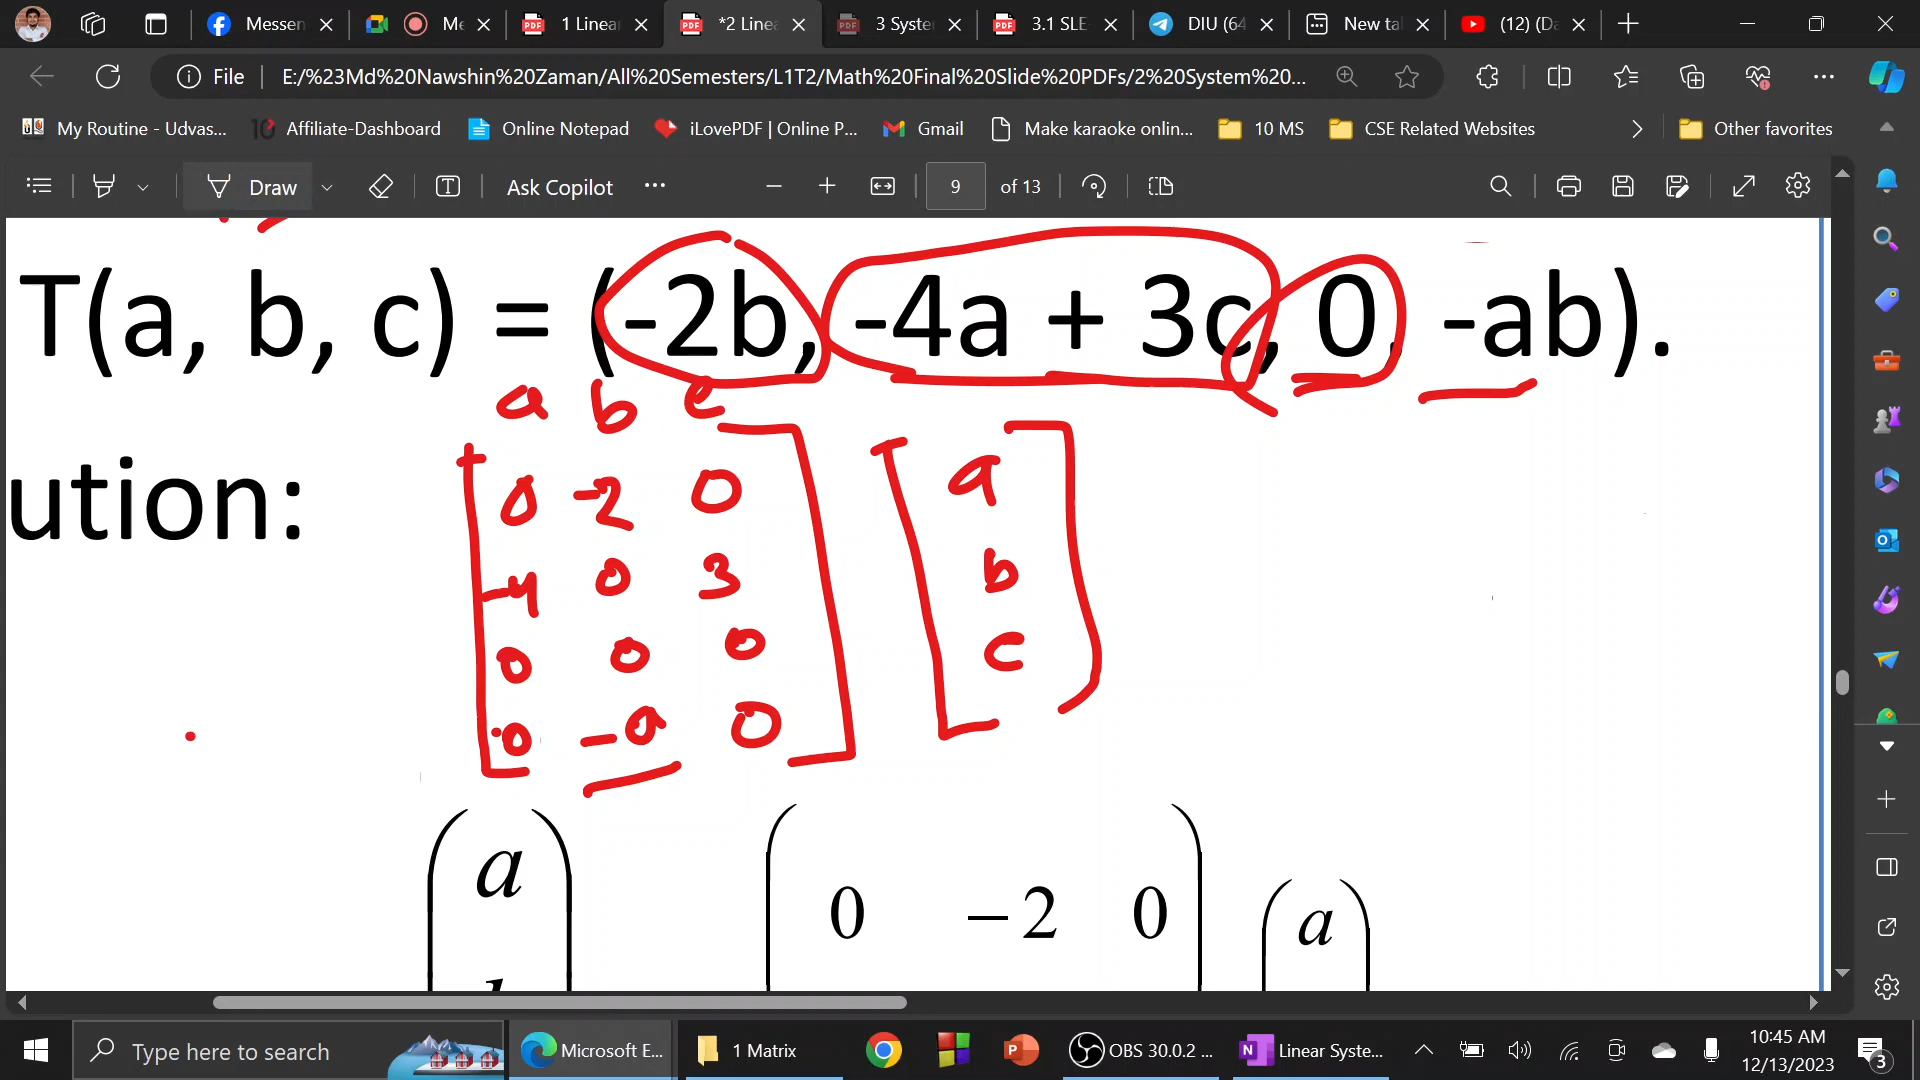 Messen
Me
1 Linea
*2 Linea
3 Syste
3.1 SLE
DIU (64
New tab
(12) (Da
File
E:/%23Md%20Nawshin%20Zaman/All%20Semesters/L1T2/Math%20Final%20Slide%20PDFs/2%20System%20...
My Routine - Udvas...
Affiliate-Dashboard
Online Notepad
iLovePDF | Online P...
Gmail
Make karaoke onlin...
10 MS
CSE Related Websites
Other favorites
Draw
Ask Copilot
9 of 13
T(a, b, c) = (-2b, -4a + 3c, 0, -ab).
a b c
ution:
0 -2 0 a
-4 0 3 b
0 0 0 c
0 -a 0
a
0 -2 0 a
Type here to search
Microsoft E...
1 Matrix
OBS 30.0.2 ...
Linear Syste...
10:45 AM
12/13/2023
3